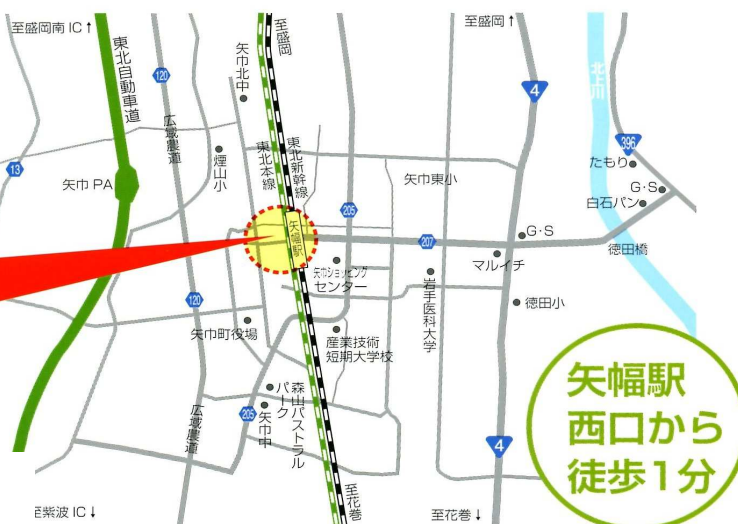 至盛岡南IC↑
至盛岡
至盛岡↑
東北自動車道
120
矢巾北中
4
北上川
396
広域農道
煙山小
東北本線
東北新幹線
たもり
13
矢巾PA
矢巾東小
G・S
白石パン
205
矢幅駅
207
G・S
徳田橋
マルイチ
矢巾ショッピング
センター
岩手医科大学
120
徳田小
矢巾町役場
産業技術
短期大学校
森山パストラル
パーク
205
矢巾中
広域農道
4
至花巻
至紫波IC↓
至花巻↓
矢幅駅
西口から
徒歩1分